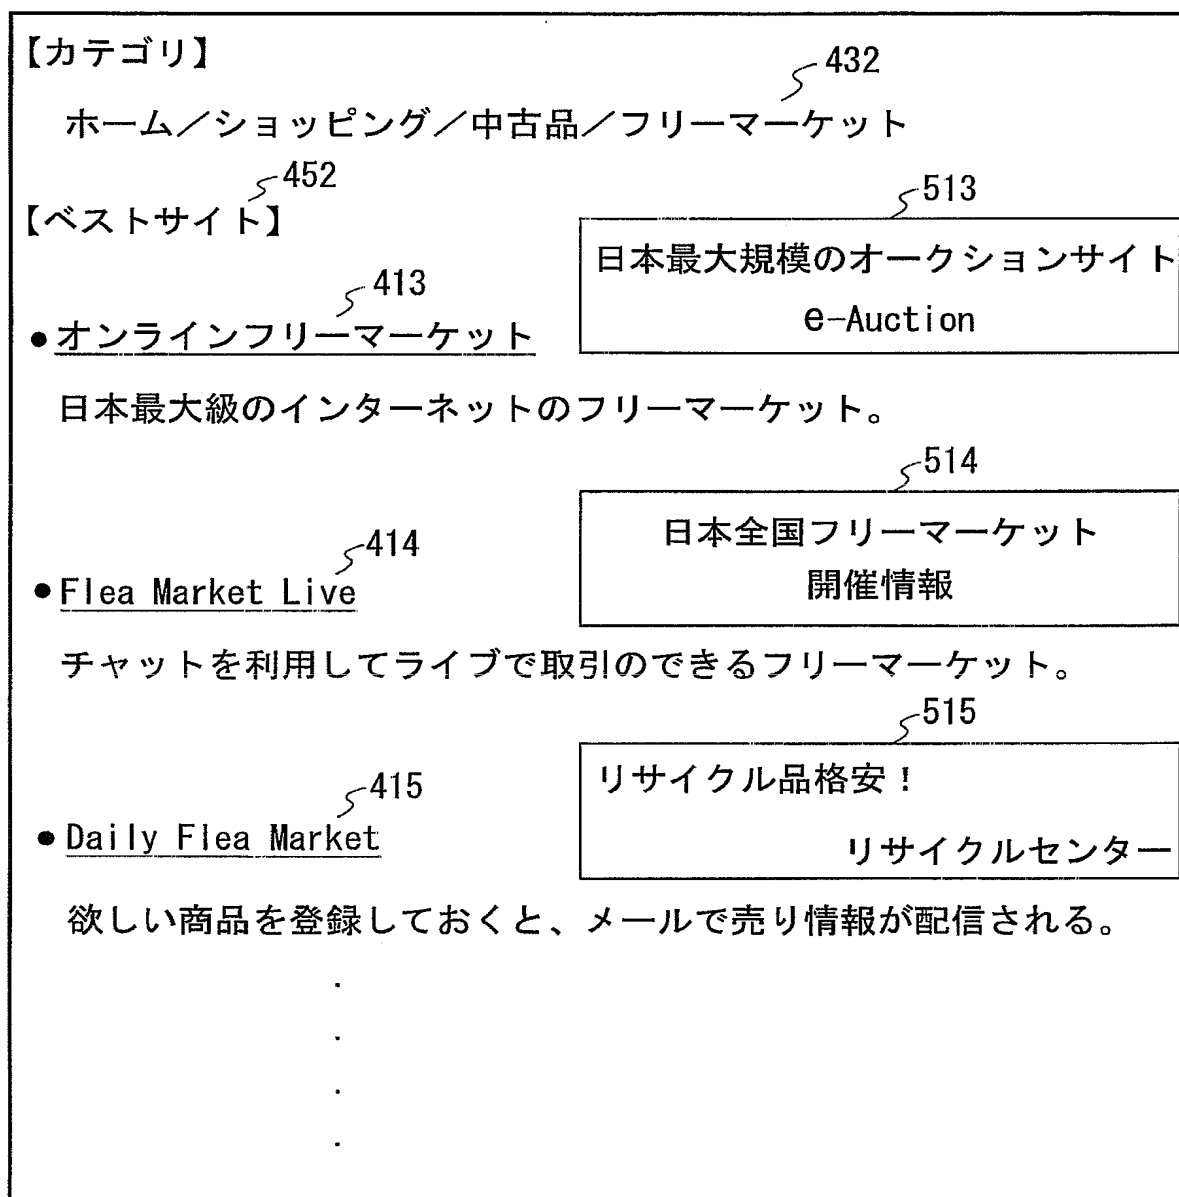 【カテゴリ】
432
ホーム／ショッピング／中古品／フリーマーケット
452
【ベストサイト】
513
日本最大規模のオークションサイト
e-Auction
413
●オンラインフリーマーケット
日本最大級のインターネットのフリーマーケット。
514
日本全国フリーマーケット
開催情報
414
●Flea Market Live
チャットを利用してライブで取引のできるフリーマーケット。
515
リサイクル品格安！
リサイクルセンター
415
●Daily Flea Market
欲しい商品を登録しておくと、メールで売り情報が配信される。